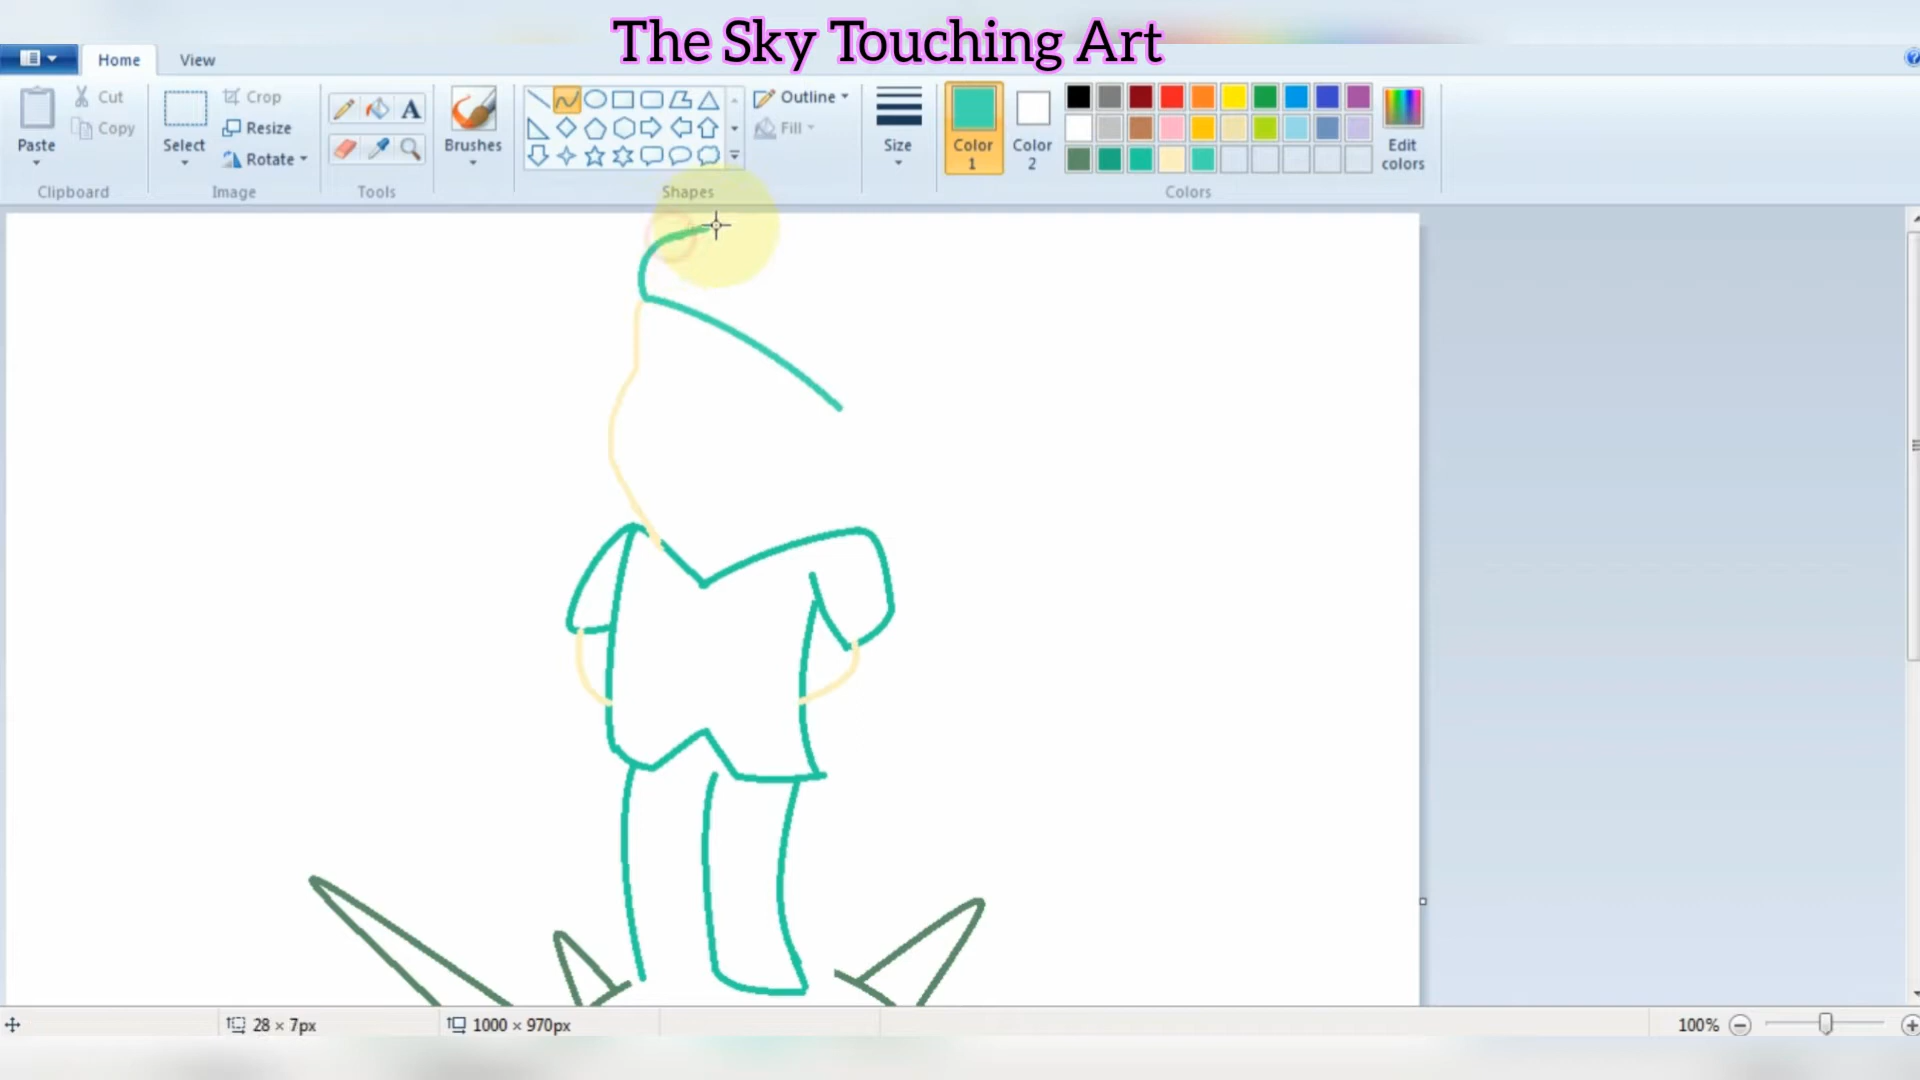 The Sky Touching Art
Home
View
Paste
Cut
Copy
Clipboard
Select
Crop
Resize
Rotate
Image
Tools
Brushes
Shapes
Outline
Fill
Size
Color
1
Color
2
Edit
colors
Colors
28 × 7px
1000 × 970px
100%